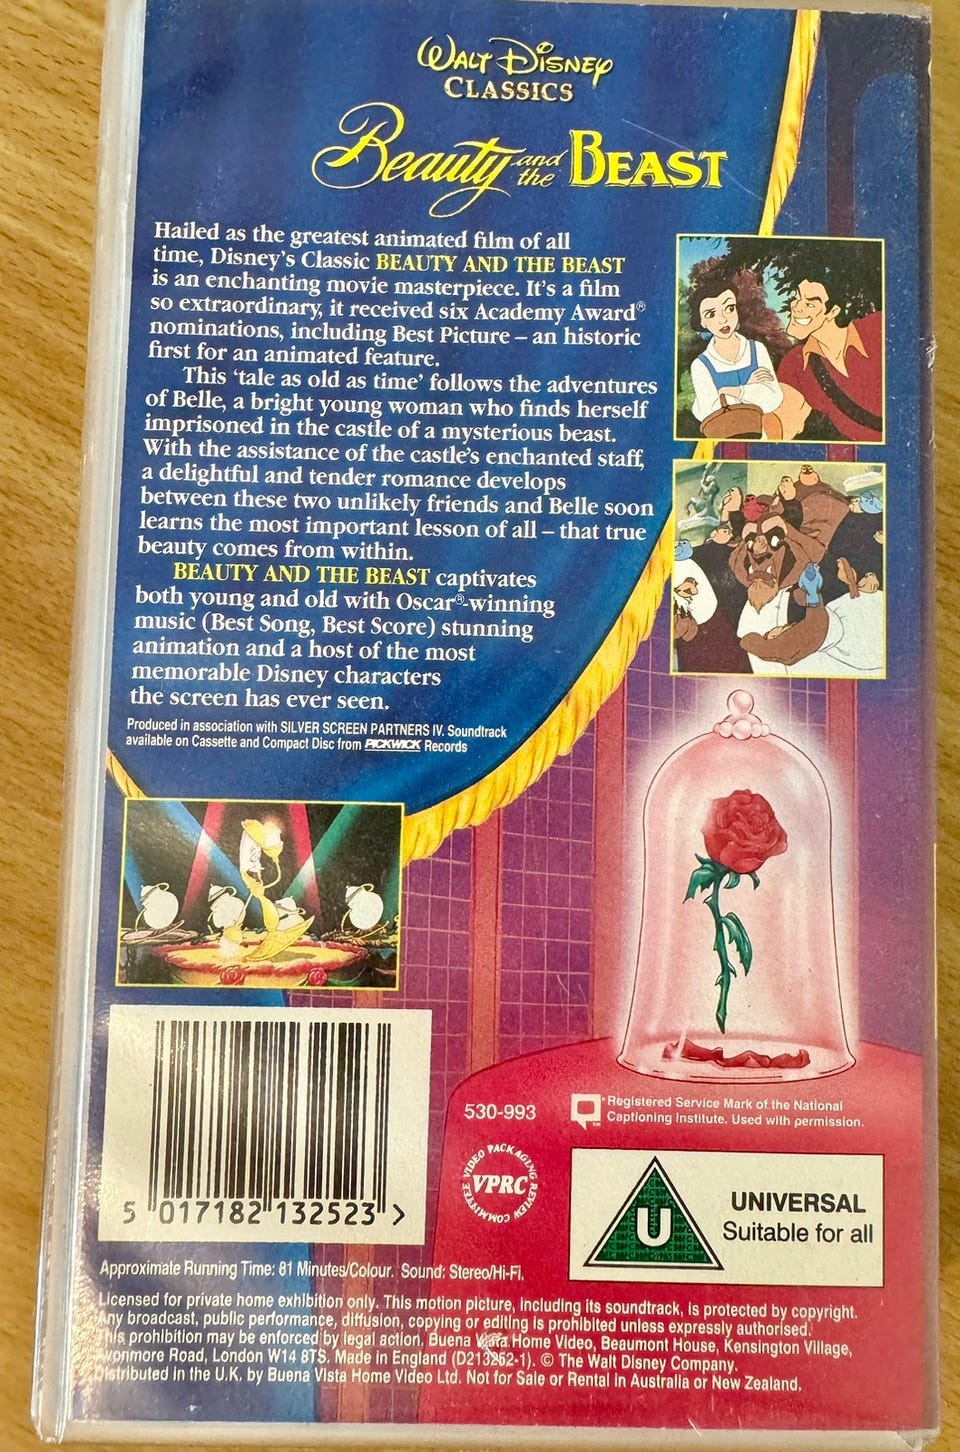 WALT DISNEY
CLASSICS
Beauty and the BEAST
Hailed as the greatest animated film of all
time, Disney's Classic BEAUTY AND THE BEAST
is an enchanting movie masterpiece. It's a film
so extraordinary, it received six Academy Award®
nominations, including Best Picture – an historic
first for an animated feature.
This 'tale as old as time' follows the adventures
of Belle, a bright young woman who finds herself
imprisoned in the castle of a mysterious beast.
With the assistance of the castle's enchanted staff,
a delightful and tender romance develops
between these two unlikely friends and Belle soon
learns the most important lesson of all – that true
beauty comes from within.
BEAUTY AND THE BEAST captivates
both young and old with Oscar®-winning
music (Best Song, Best Score) stunning
animation and a host of the most
memorable Disney characters
the screen has ever seen.
Produced in association with SILVER SCREEN PARTNERS IV. Soundtrack
available on Cassette and Compact Disc from PICKWICK Records
5 017182 132523 >
530-993
Registered Service Mark of the National
Captioning Institute. Used with permission.
VIDEO PACKAGING REVIEW COMMITTEE
VPRC
U
UNIVERSAL
Suitable for all
Approximate Running Time: 81 Minutes/Colour. Sound: Stereo/Hi-Fi.
Licensed for private home exhibition only. This motion picture, including its soundtrack, is protected by copyright.
Any broadcast, public performance, diffusion, copying or editing is prohibited unless expressly authorised.
This prohibition may be enforced by legal action. Buena Vista Home Video, Beaumont House, Kensington Village,
Avonmore Road, London W14 8TS. Made in England (D213252-1). © The Walt Disney Company.
Distributed in the U.K. by Buena Vista Home Video Ltd. Not for Sale or Rental in Australia or New Zealand.